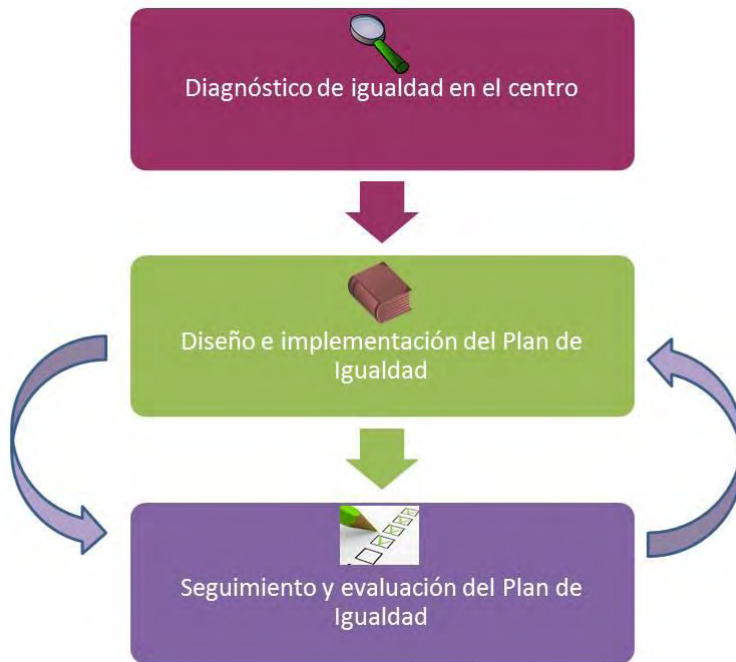 Diagnóstico de igualdad en el centro
Diseño e implementación del Plan de
Igualdad
Seguimiento y evaluación del Plan de
Igualdad